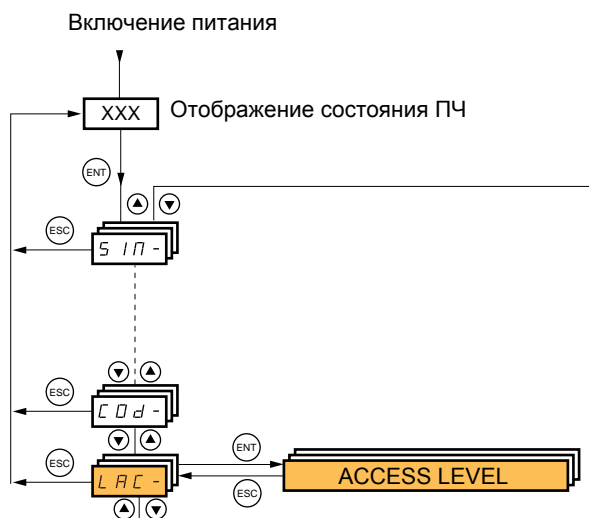 Включение питания
XXX Отображение состояния ПЧ
ENT
ESC
SIM-
ESC
COd-
ENT
ESC
LAC- ACCESS LEVEL
ESC